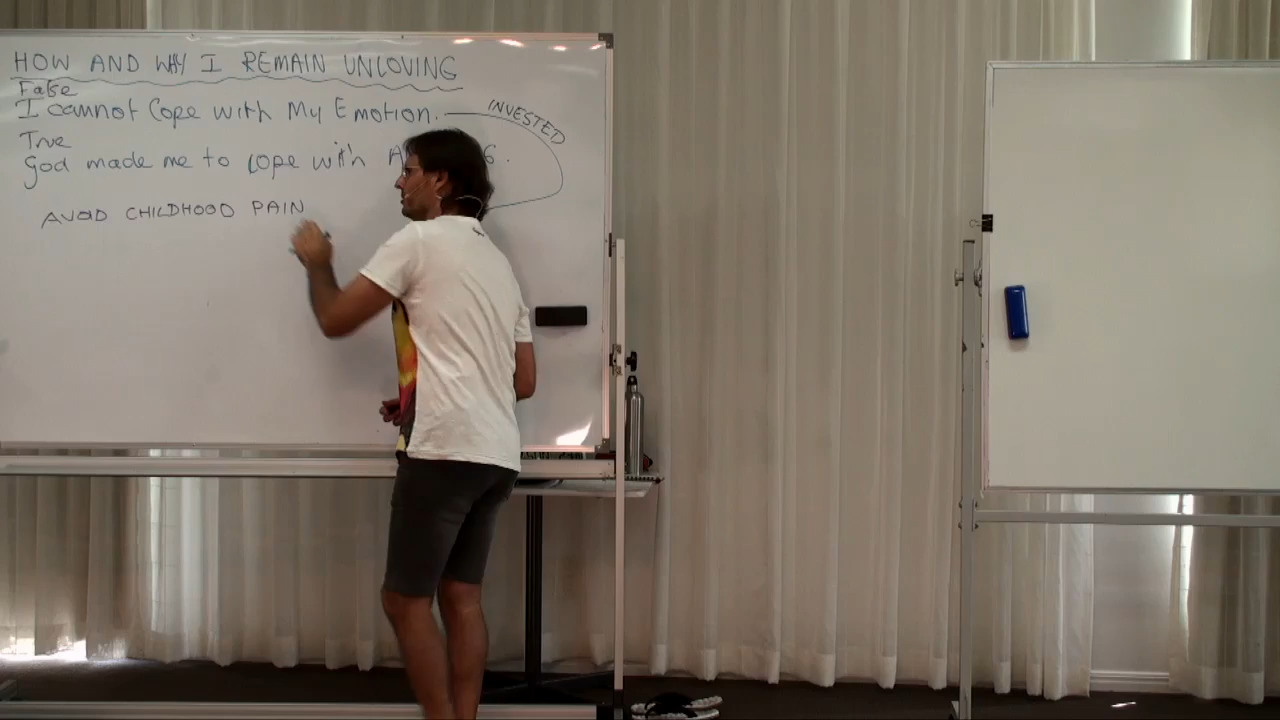 HOW AND WHY I REMAIN UNLOVING
False
I cannot Cope with My Emotion.
INVESTED
True
God made me to cope with
AVOID CHILDHOOD PAIN